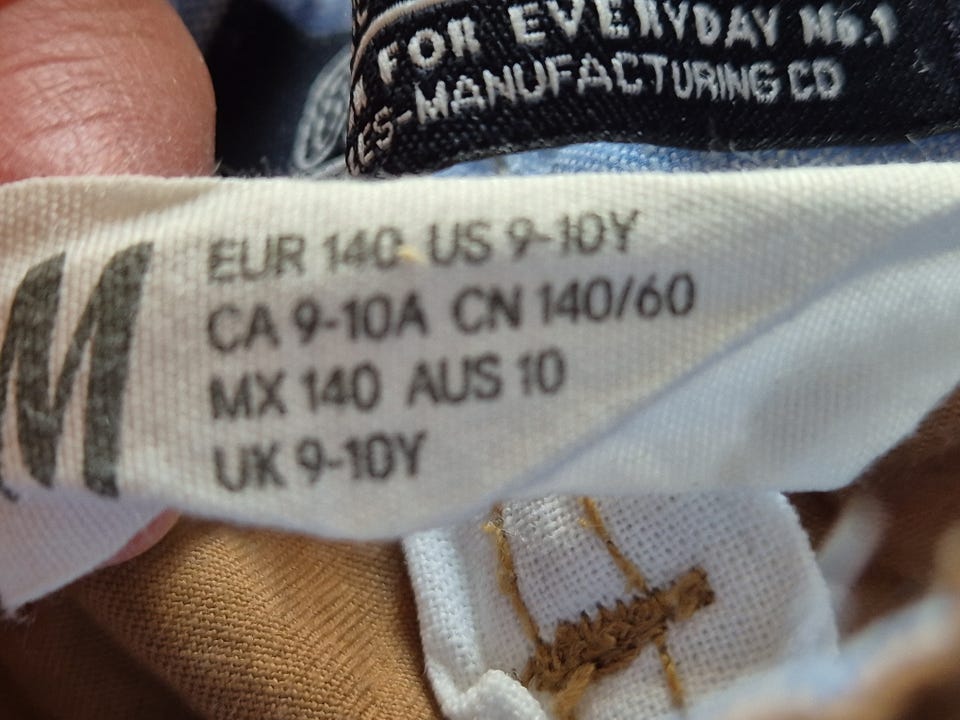 FOR EVERYDAY No.1
ES-MANUFACTURING CO
M
EUR 140 US 9-10Y
CA 9-10A CN 140/60
MX 140 AUS 10
UK 9-10Y